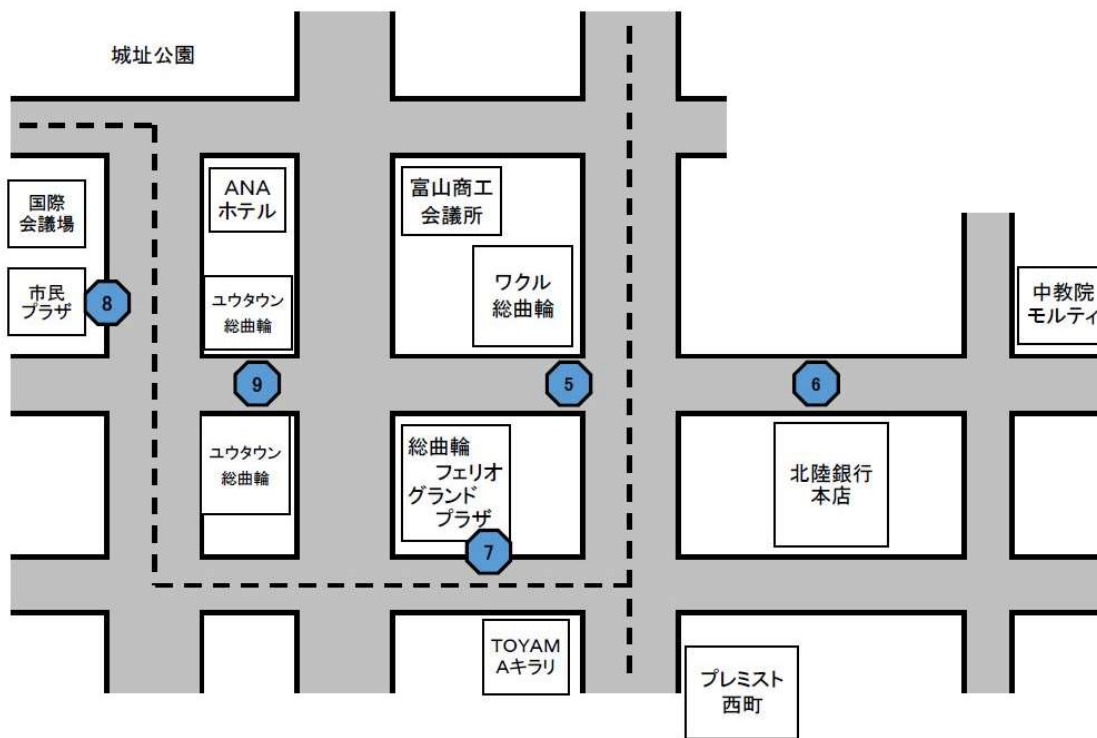 城址公園
国際
会議場
ANA
ホテル
富山商工
会議所
市民
プラザ
8
ユウタウン
総曲輪
ワクル
総曲輪
中教院
モルティ
9
5
6
ユウタウン
総曲輪
総曲輪
フェリオ
グランド
プラザ
7
北陸銀行
本店
TOYAM
Aキラリ
プレミスト
西町